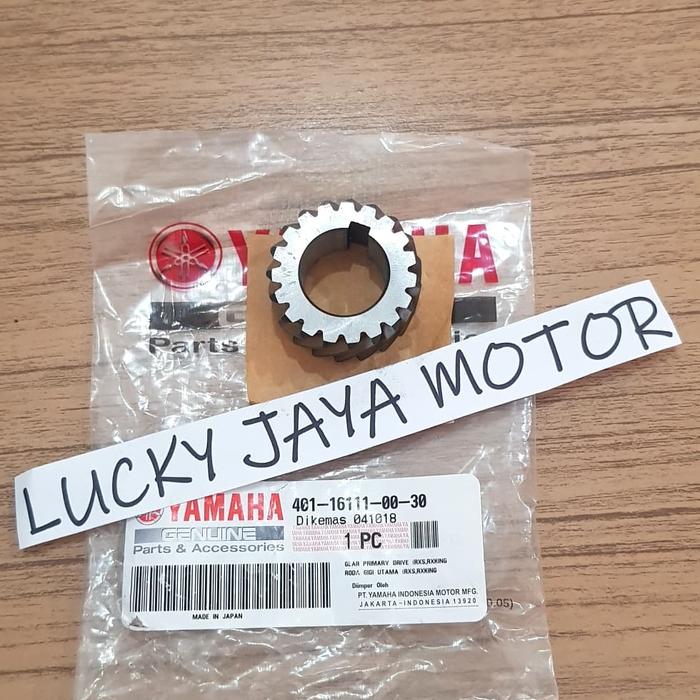 YAMAHA
Parts
LUCKY JAYA MOTOR
YAMAHA
GENUINE
Parts & Accessories
401-16111-00-30
Dikemas 041018
1 PC
GEAR PRIMARY DRIVE (RXS,RXKING
RODA GIGI UTAMA (RXS,RXKING
Diimpor Oleh
PT. YAMAHA INDONESIA MOTOR MFG.
JAKARTA-INDONESIA 13920
MADE IN JAPAN